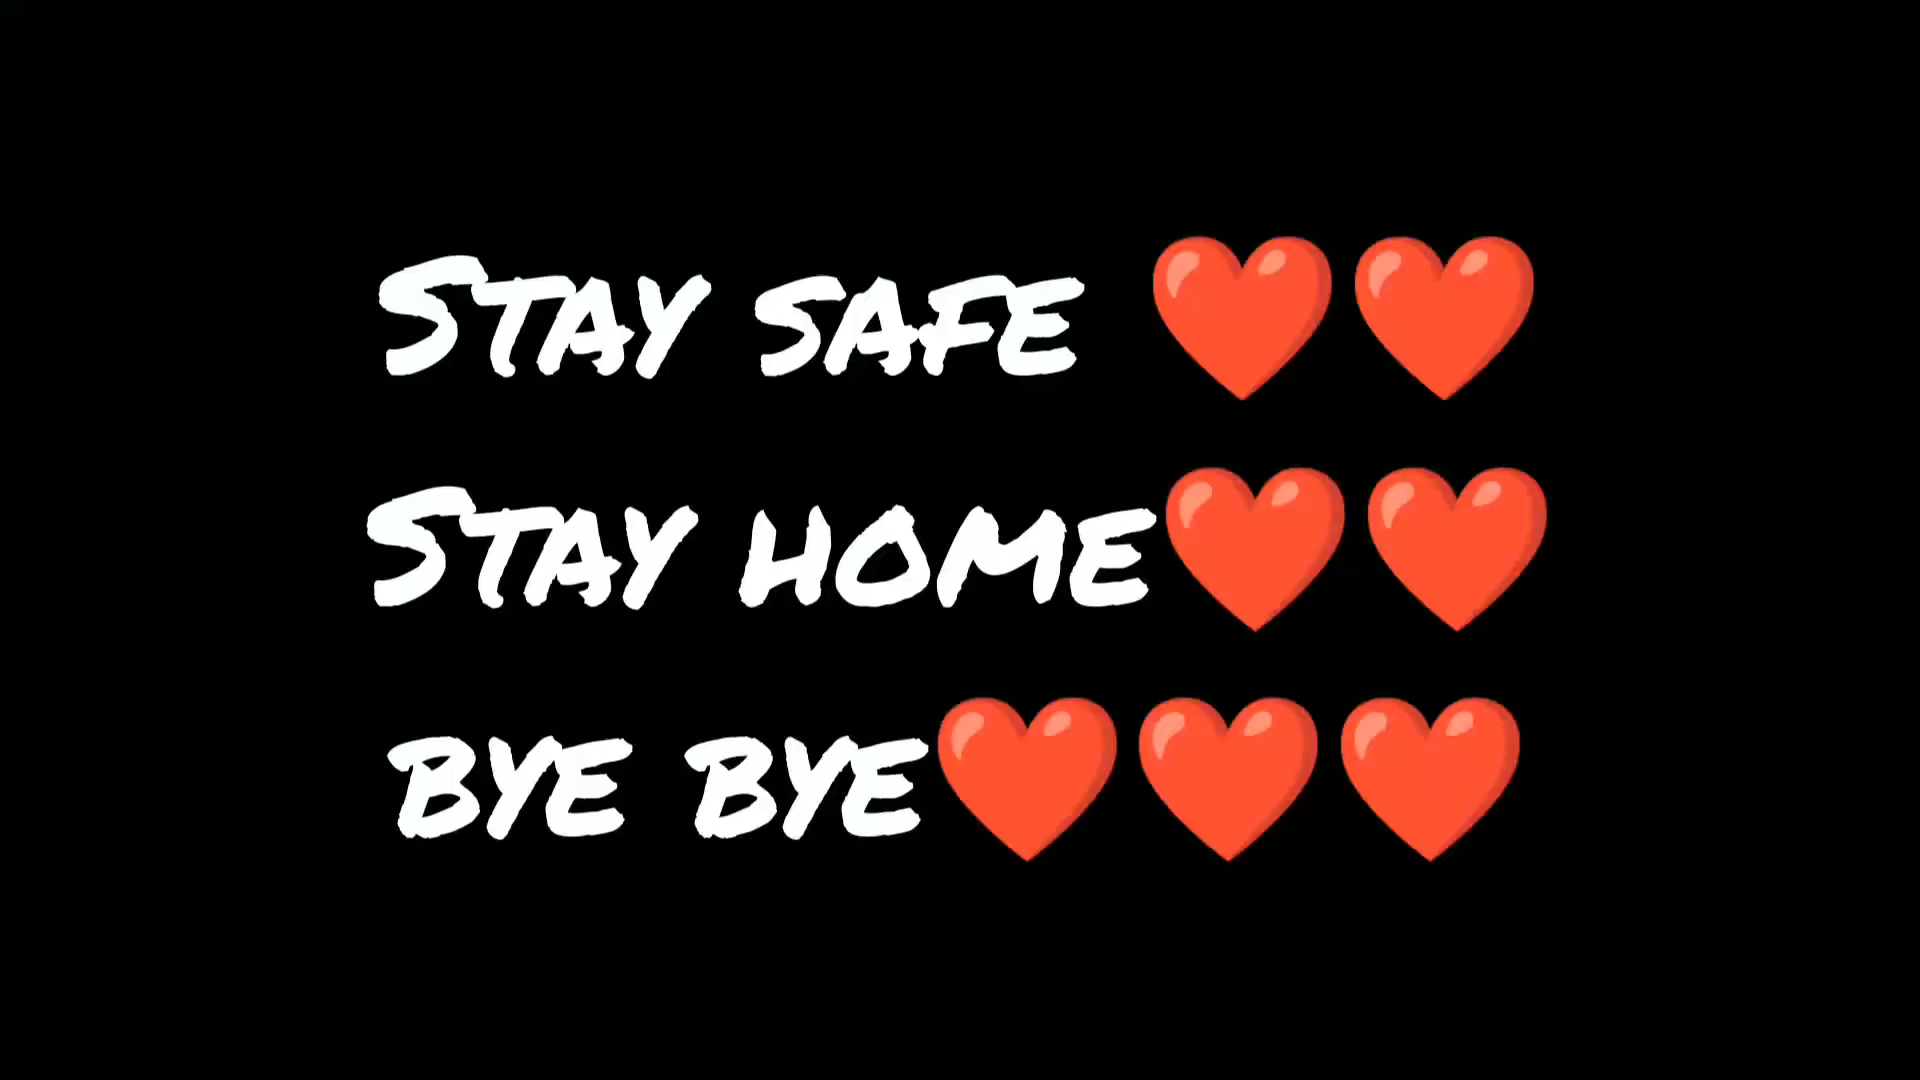 Stay safe ❤️❤️
Stay home❤️❤️
bye bye❤️❤️❤️